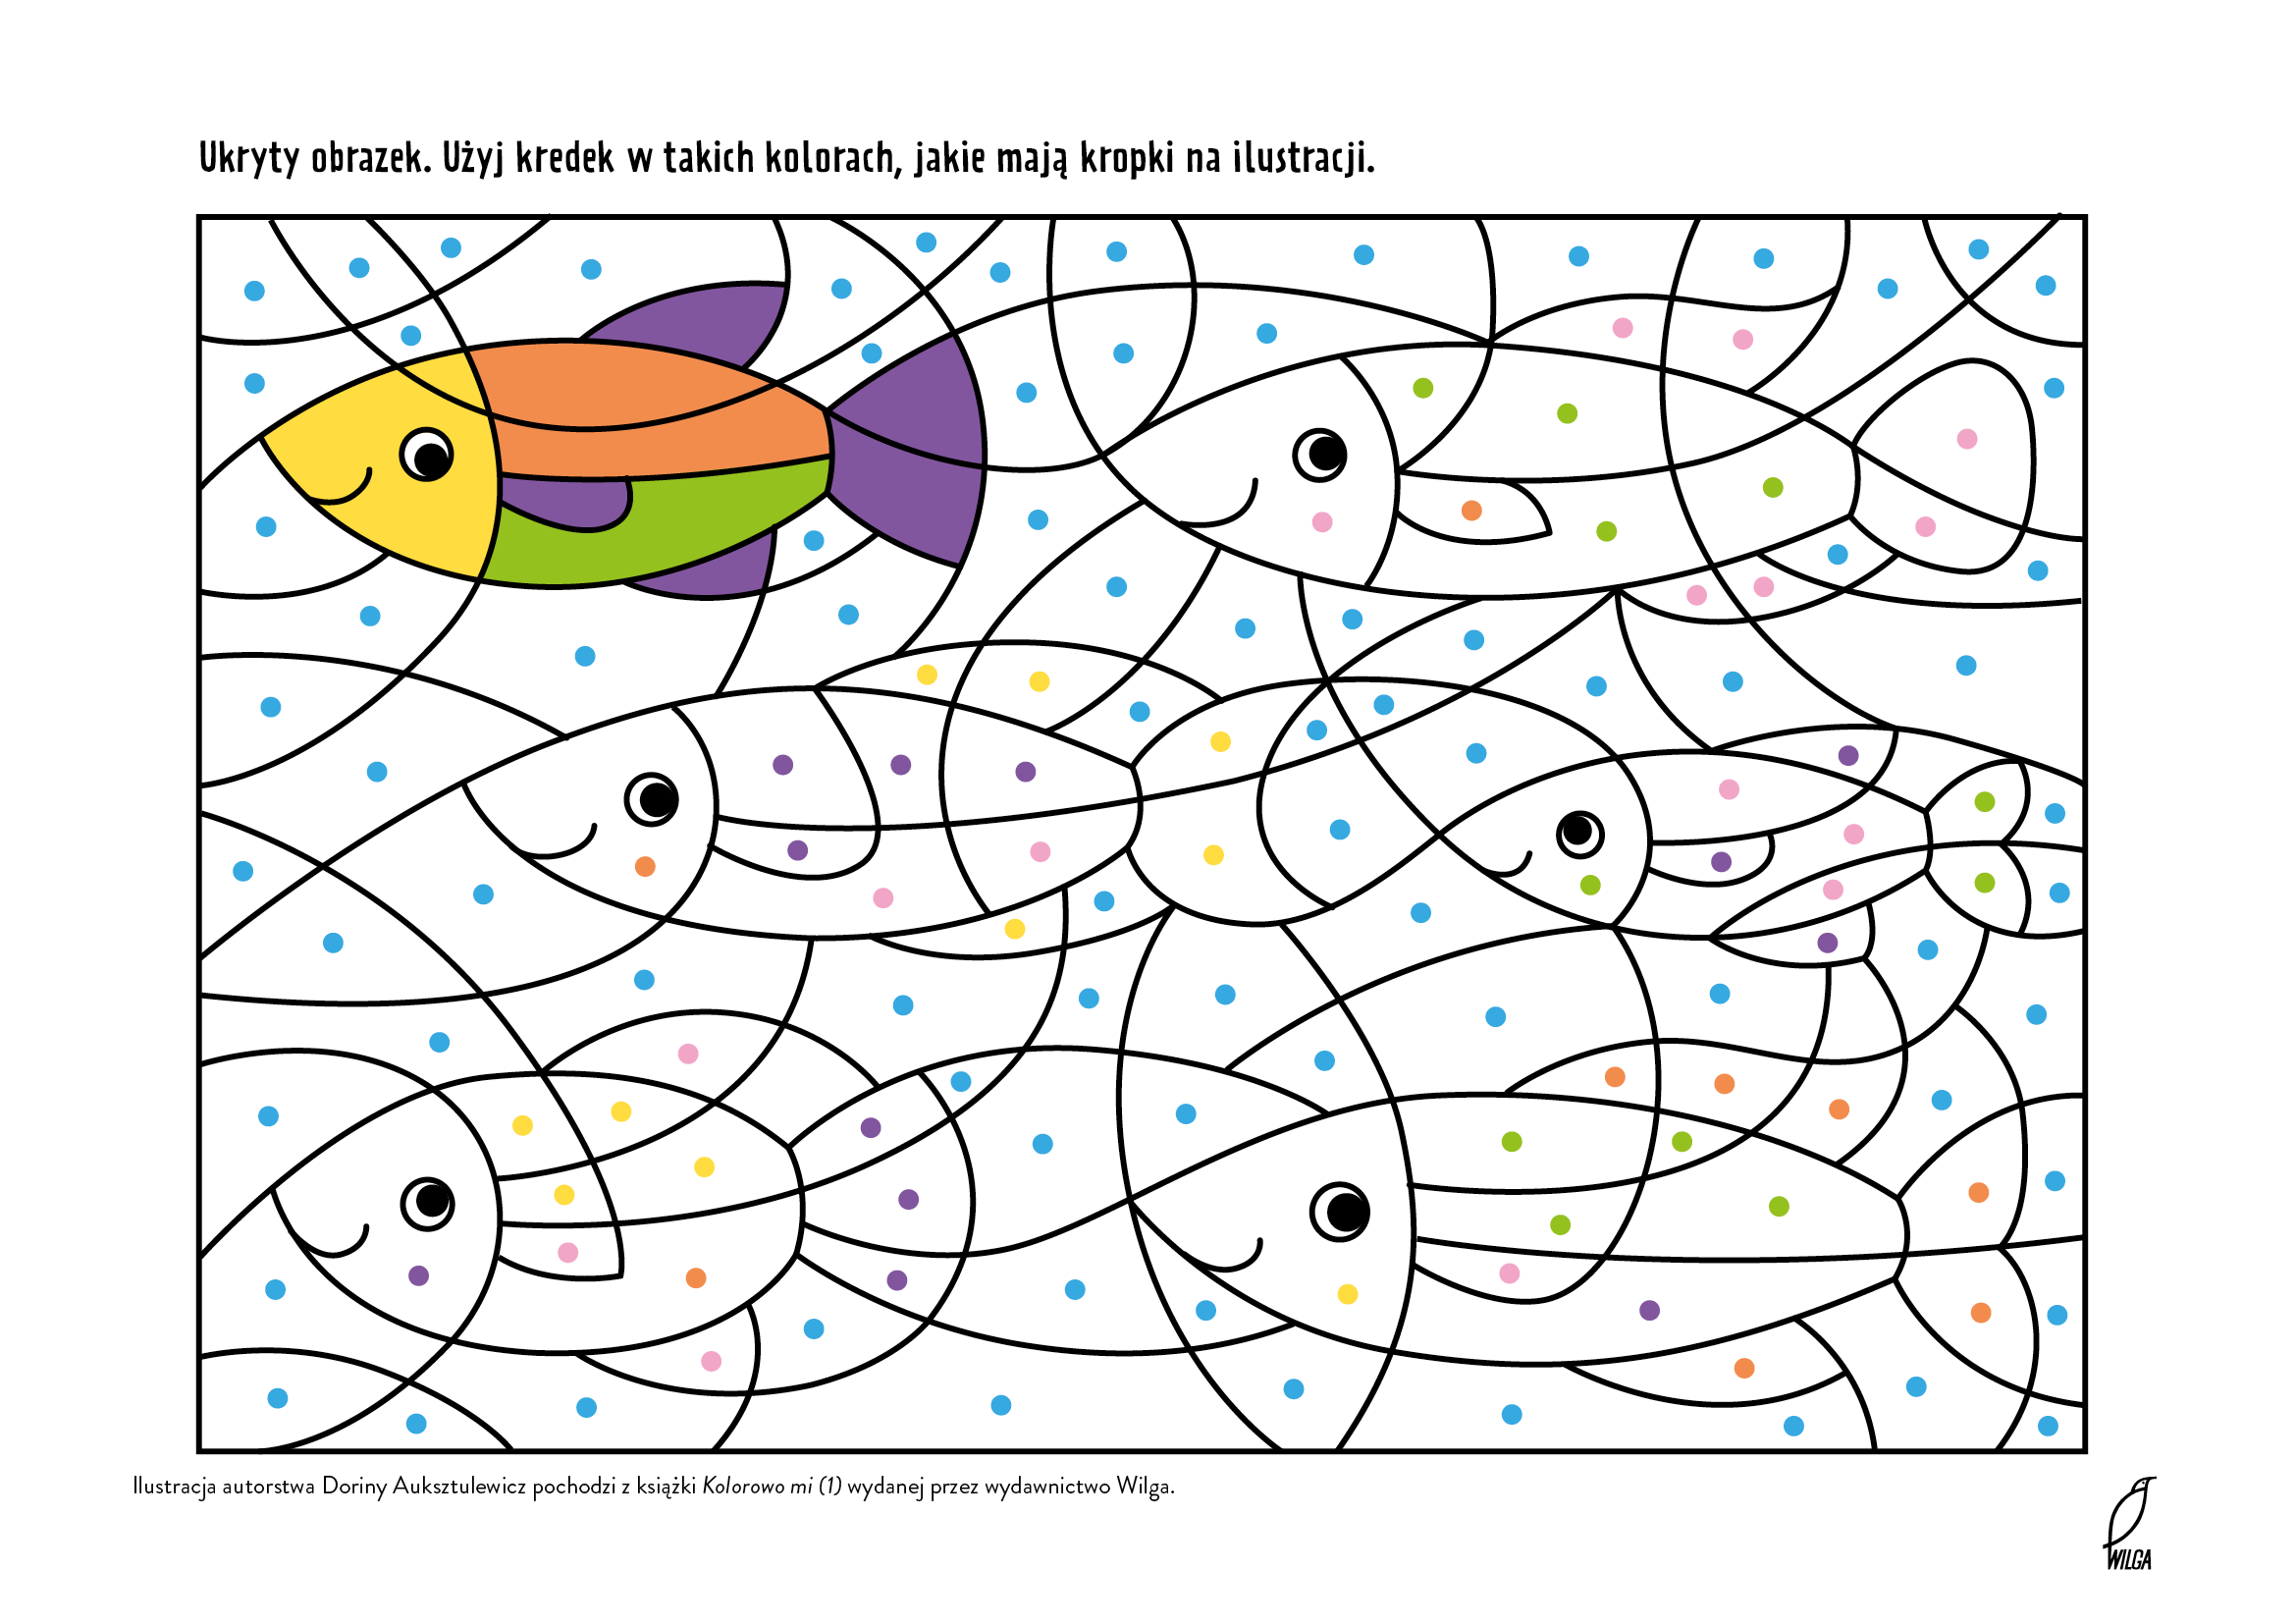 Ukryty obrazek. Użyj kredek w takich kolorach, jakie mają kropki na ilustracji.
Ilustracja autorstwa Doriny Auksztulewicz pochodzi z książki Kolorowo mi (1) wydanej przez wydawnictwo Wilga.
WILGA